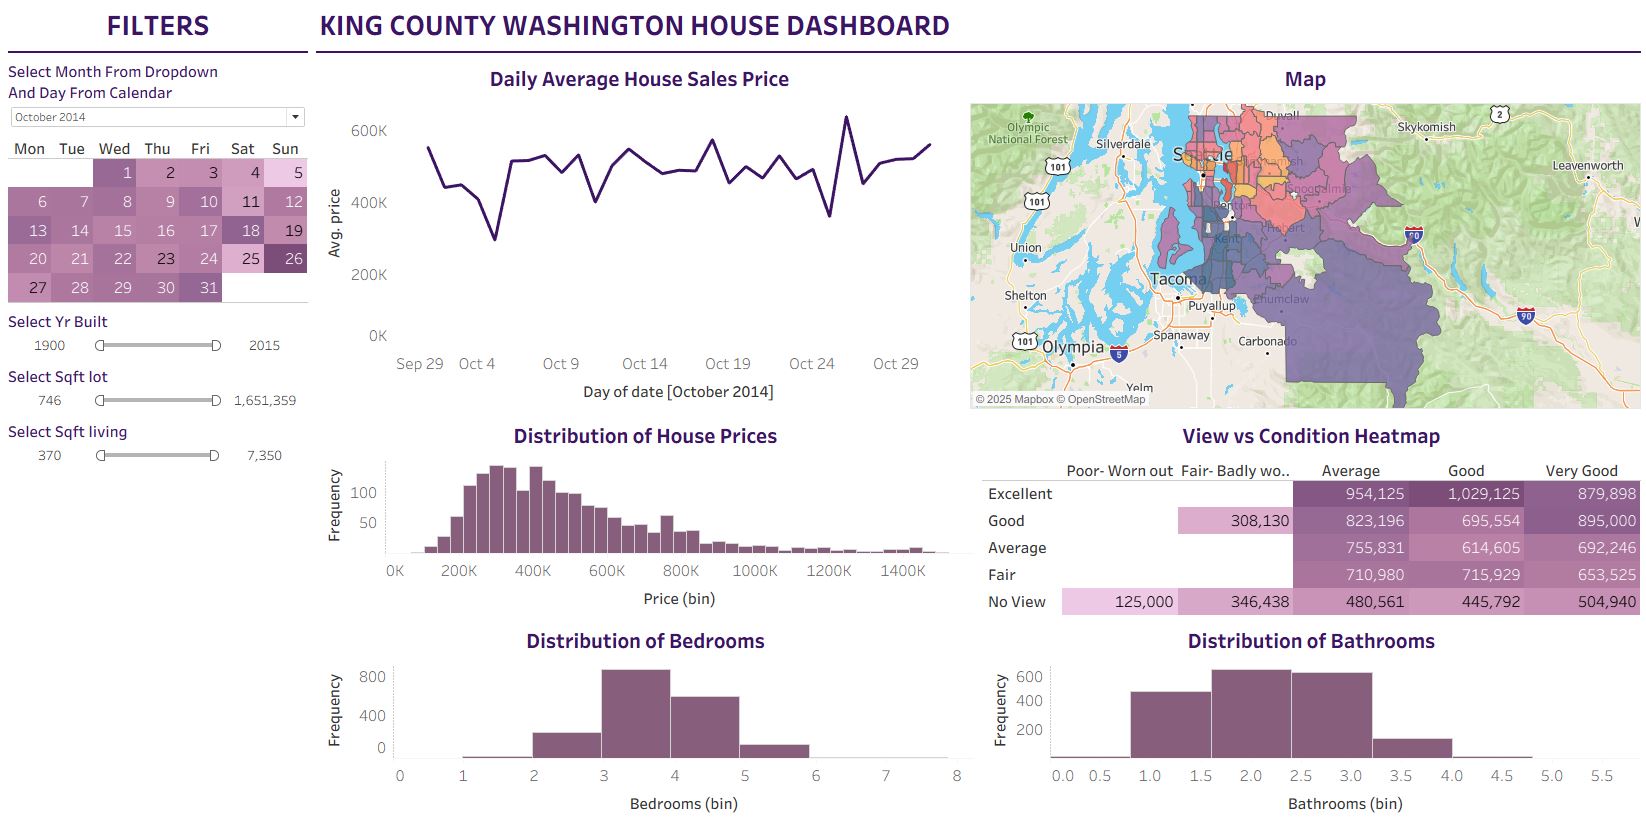 FILTERS
KING COUNTY WASHINGTON HOUSE DASHBOARD
Select Month From Dropdown
And Day From Calendar
October 2014
Mon Tue Wed Thu Fri Sat Sun
1 2 3 4 5
6 7 8 9 10 11 12
13 14 15 16 17 18 19
20 21 22 23 24 25 26
27 28 29 30 31
Select Yr Built
1900 2015
Select Sqft lot
746 1,651,359
Select Sqft living
370 7,350
Daily Average House Sales Price
Avg. price
600K
400K
200K
0K
Sep 29 Oct 4 Oct 9 Oct 14 Oct 19 Oct 24 Oct 29
Day of date [October 2014]
Map
Olympic
National Forest
Silverdale
Seattle
Duvall
Sammamish
Snoqualmie
Skykomish
2
Leavenworth
101
101
Renton
Hobart
90
Union
Kent
Tacoma
Shelton
Puyallup
Enumclaw
90
101
Olympia
5
Spanaway
Carbonado
Yelm
W
© 2025 Mapbox © OpenStreetMap
Distribution of House Prices
Frequency
100
50
0K 200K 400K 600K 800K 1000K 1200K 1400K
Price (bin)
View vs Condition Heatmap
Poor- Worn out Fair- Badly wo.. Average Good Very Good
Excellent 954,125 1,029,125 879,898
Good 308,130 823,196 695,554 895,000
Average 755,831 614,605 692,246
Fair 710,980 715,929 653,525
No View 125,000 346,438 480,561 445,792 504,940
Distribution of Bedrooms
Frequency
800
400
0
0 1 2 3 4 5 6 7 8
Bedrooms (bin)
Distribution of Bathrooms
Frequency
600
400
200
0.0 0.5 1.0 1.5 2.0 2.5 3.0 3.5 4.0 4.5 5.0 5.5
Bathrooms (bin)